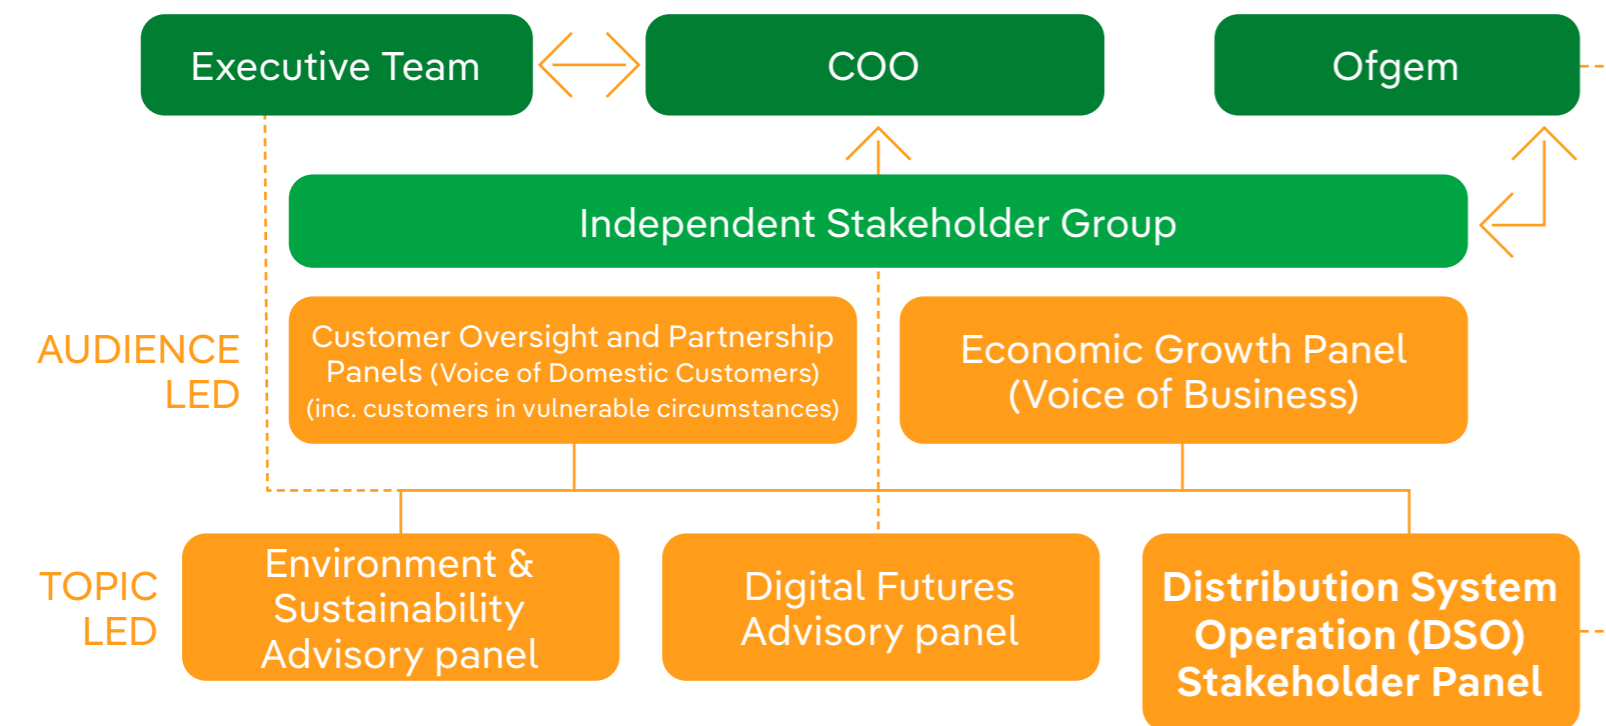 Executive Team
COO
Ofgem
Independent Stakeholder Group
AUDIENCE
LED
Customer Oversight and Partnership
Panels (Voice of Domestic Customers)
(inc. customers in vulnerable circumstances)
Economic Growth Panel
(Voice of Business)
TOPIC
LED
Environment &
Sustainability
Advisory panel
Digital Futures
Advisory panel
Distribution System
Operation (DSO)
Stakeholder Panel